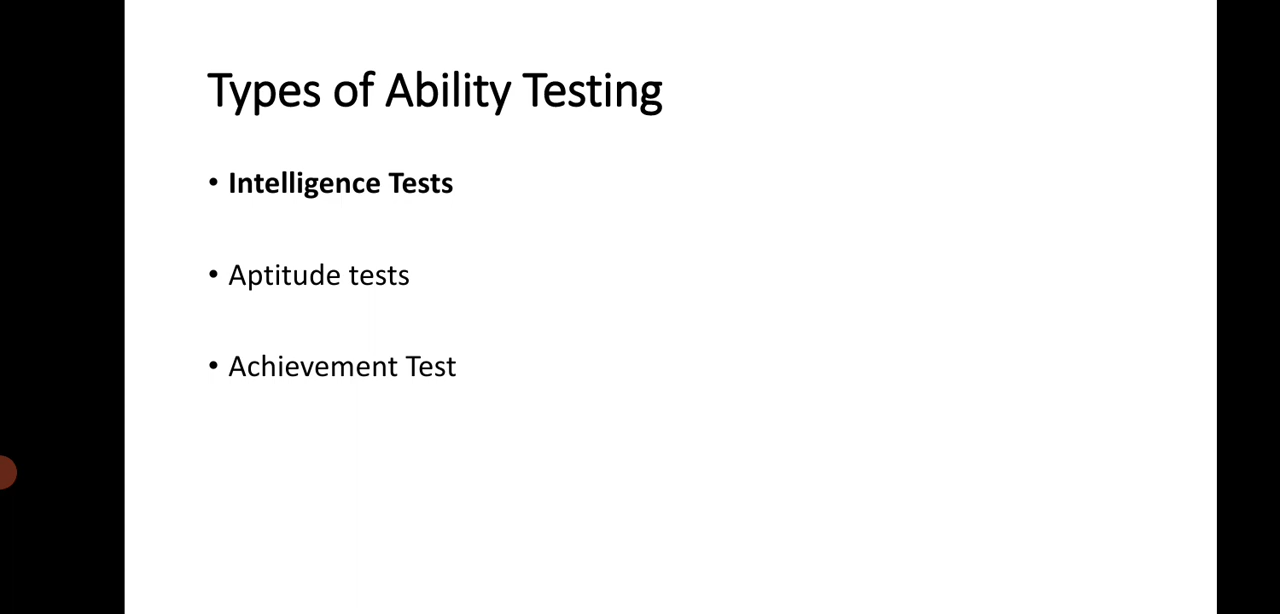 Types of Ability Testing
• Intelligence Tests
• Aptitude tests
• Achievement Test